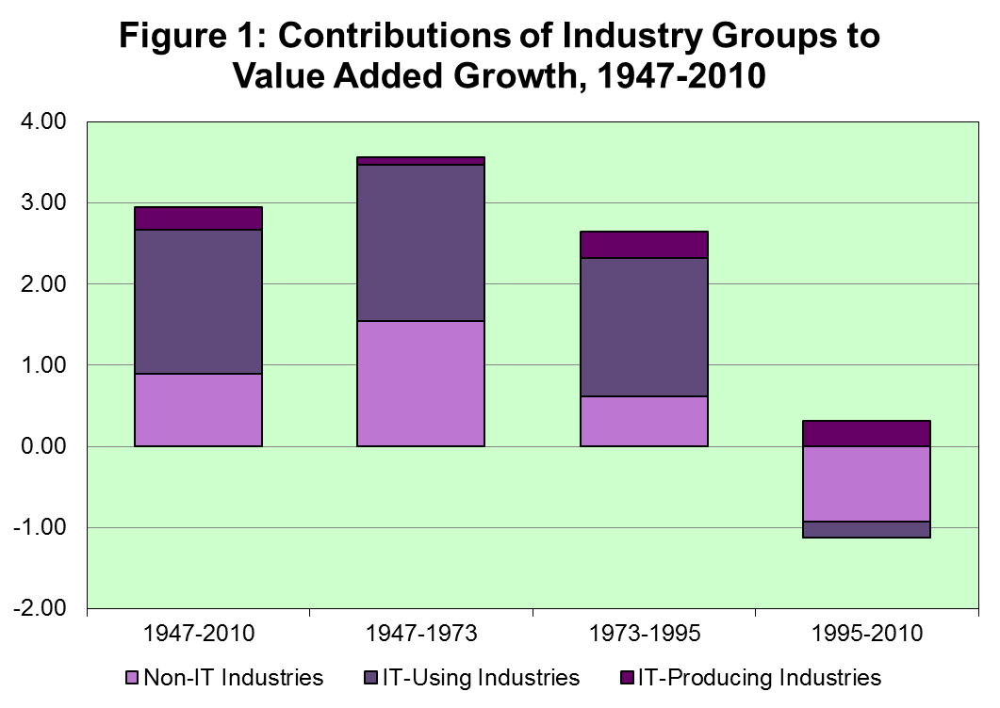 Figure 1: Contributions of Industry Groups to
Value Added Growth, 1947-2010
4.00
3.00
2.00
1.00
0.00
-1.00
-2.00
1947-2010 1947-1973 1973-1995 1995-2010
Non-IT Industries IT-Using Industries IT-Producing Industries